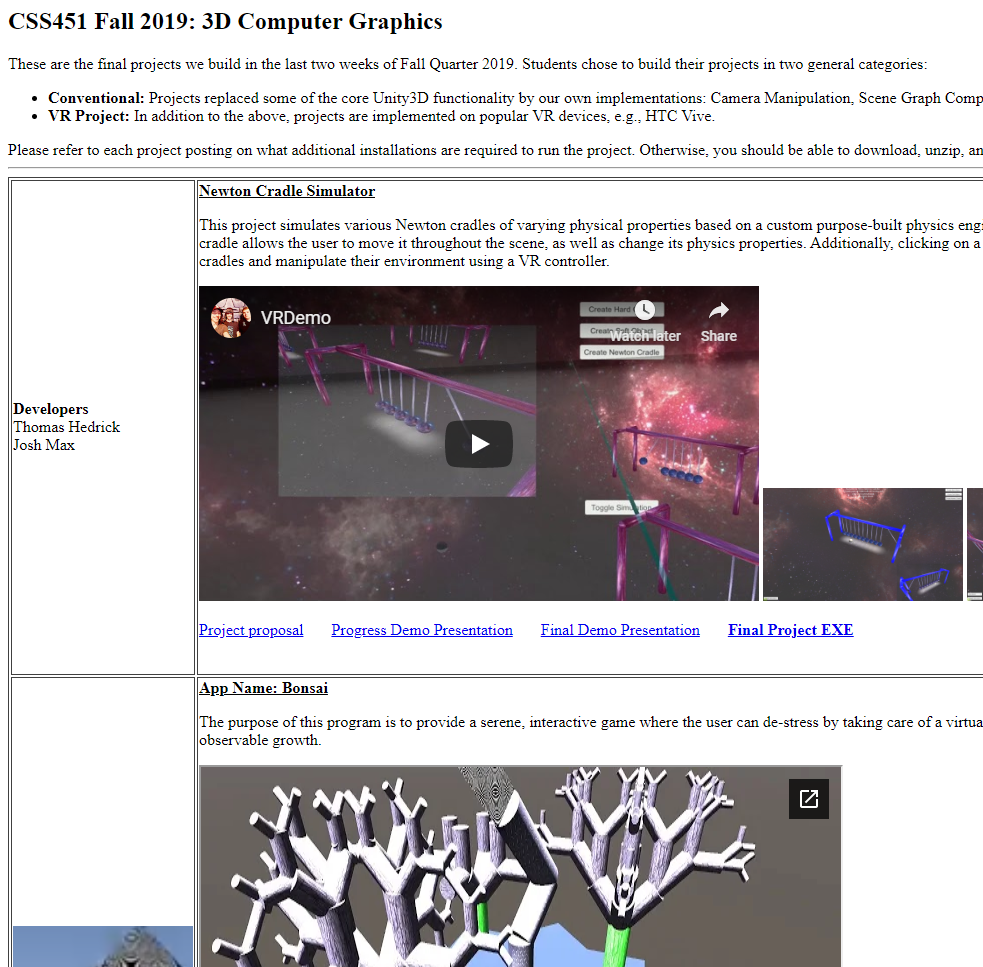 CSS451 Fall 2019: 3D Computer Graphics
These are the final projects we build in the last two weeks of Fall Quarter 2019. Students chose to build their projects in two general categories:
Conventional: Projects replaced some of the core Unity3D functionality by our own implementations: Camera Manipulation, Scene Graph Comp
VR Project: In addition to the above, projects are implemented on popular VR devices, e.g., HTC Vive.
Please refer to each project posting on what additional installations are required to run the project. Otherwise, you should be able to download, unzip, an
Developers
Thomas Hedrick
Josh Max
Newton Cradle Simulator
This project simulates various Newton cradles of varying physical properties based on a custom purpose-built physics eng
cradle allows the user to move it throughout the scene, as well as change its physics properties. Additionally, clicking on a
cradles and manipulate their environment using a VR controller.
VRDemo
Create Hard
Watch later
Share
Create Soft Object
Create Newton Cradle
Toggle Simulation
Project proposal Progress Demo Presentation Final Demo Presentation Final Project EXE
App Name: Bonsai
The purpose of this program is to provide a serene, interactive game where the user can de-stress by taking care of a virtua
observable growth.